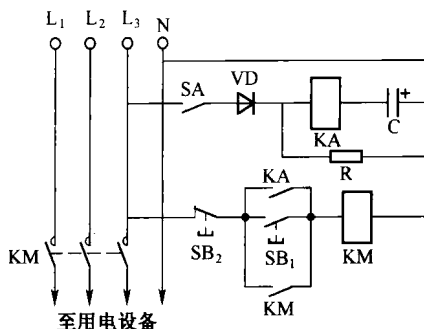 L₁ L₂ L₃ N
SA VD
+
KA C
R
KA
KM SB₂ SB₁ KM
KM
至用电设备